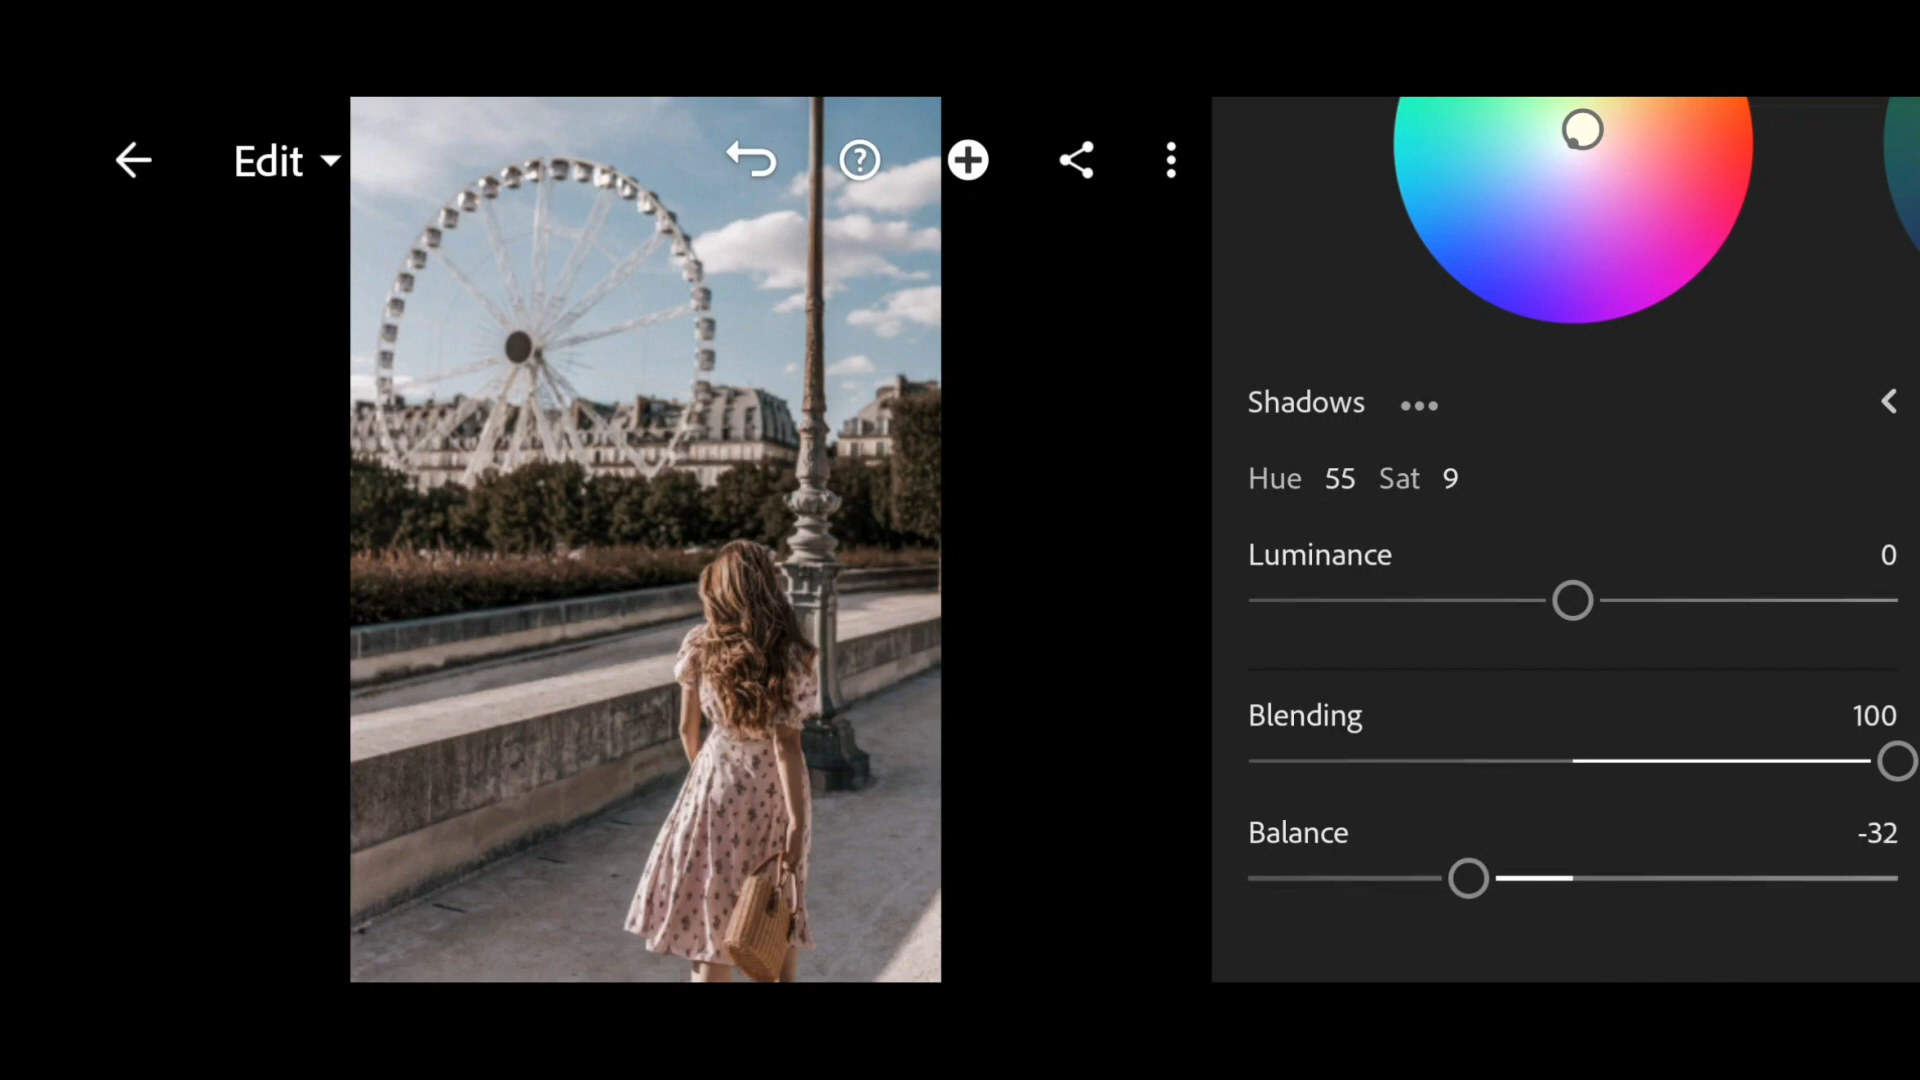 Edit
Shadows
Hue 55 Sat 9
Luminance 0
Blending 100
Balance -32